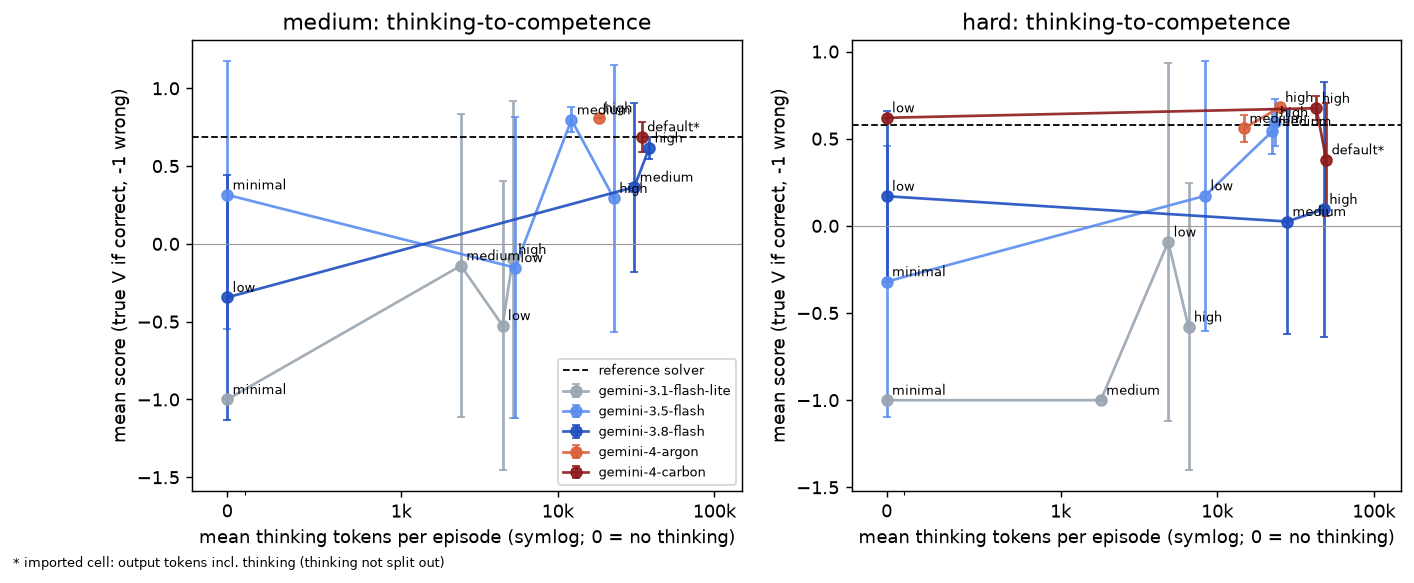 medium: thinking-to-competence
mean score (true V if correct, -1 wrong)
1.0
0.5
0.0
−0.5
−1.0
−1.5
minimal
low
minimal
medium
low
high
low
medium
high
high
medium
default*
high
reference solver
gemini-3.1-flash-lite
gemini-3.5-flash
gemini-3.8-flash
gemini-4-argon
gemini-4-carbon
0
1k
10k
100k
mean thinking tokens per episode (symlog; 0 = no thinking)
hard: thinking-to-competence
mean score (true V if correct, -1 wrong)
1.0
0.5
0.0
−0.5
−1.0
−1.5
low
low
minimal
minimal
medium
low
high
low
medium
high
high
high
medium
default*
high
medium
0
1k
10k
100k
mean thinking tokens per episode (symlog; 0 = no thinking)
* imported cell: output tokens incl. thinking (thinking not split out)